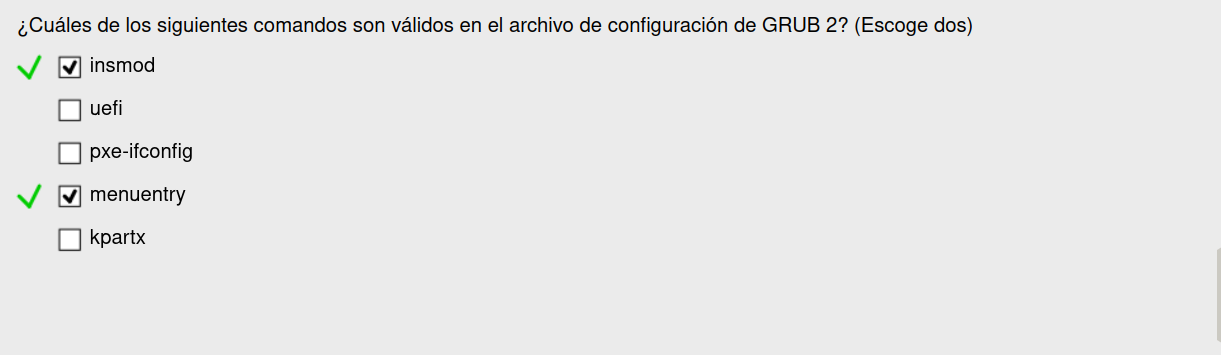 ¿Cuáles de los siguientes comandos son válidos en el archivo de configuración de GRUB 2? (Escoge dos)
insmod
uefi
pxe-ifconfig
menuentry
kpartx